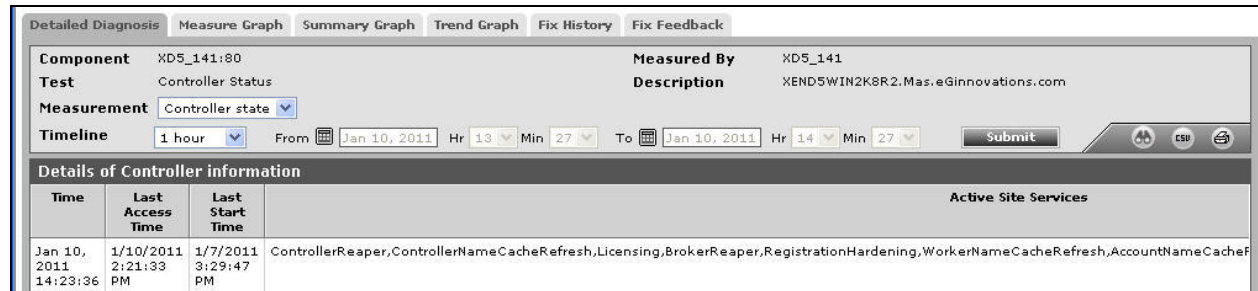 Detailed Diagnosis Measure Graph Summary Graph Trend Graph Fix History Fix Feedback
Component XD5_141:80 Measured By XD5_141
Test Controller Status Description XEND5WIN2K8R2.Mas.eGinnovations.com
Measurement Controller state
Timeline 1 hour From Jan 10, 2011 Hr 13 Min 27 To Jan 10, 2011 Hr 14 Min 27 Submit CSV
Details of Controller information
Time Last Access Time Last Start Time Active Site Services
Jan 10, 2011 14:23:36 1/10/2011 2:21:33 PM 1/7/2011 3:29:47 PM ControllerReaper,ControllerNameCacheRefresh,Licensing,BrokerReaper,RegistrationHardening,WorkerNameCacheRefresh,AccountNameCache